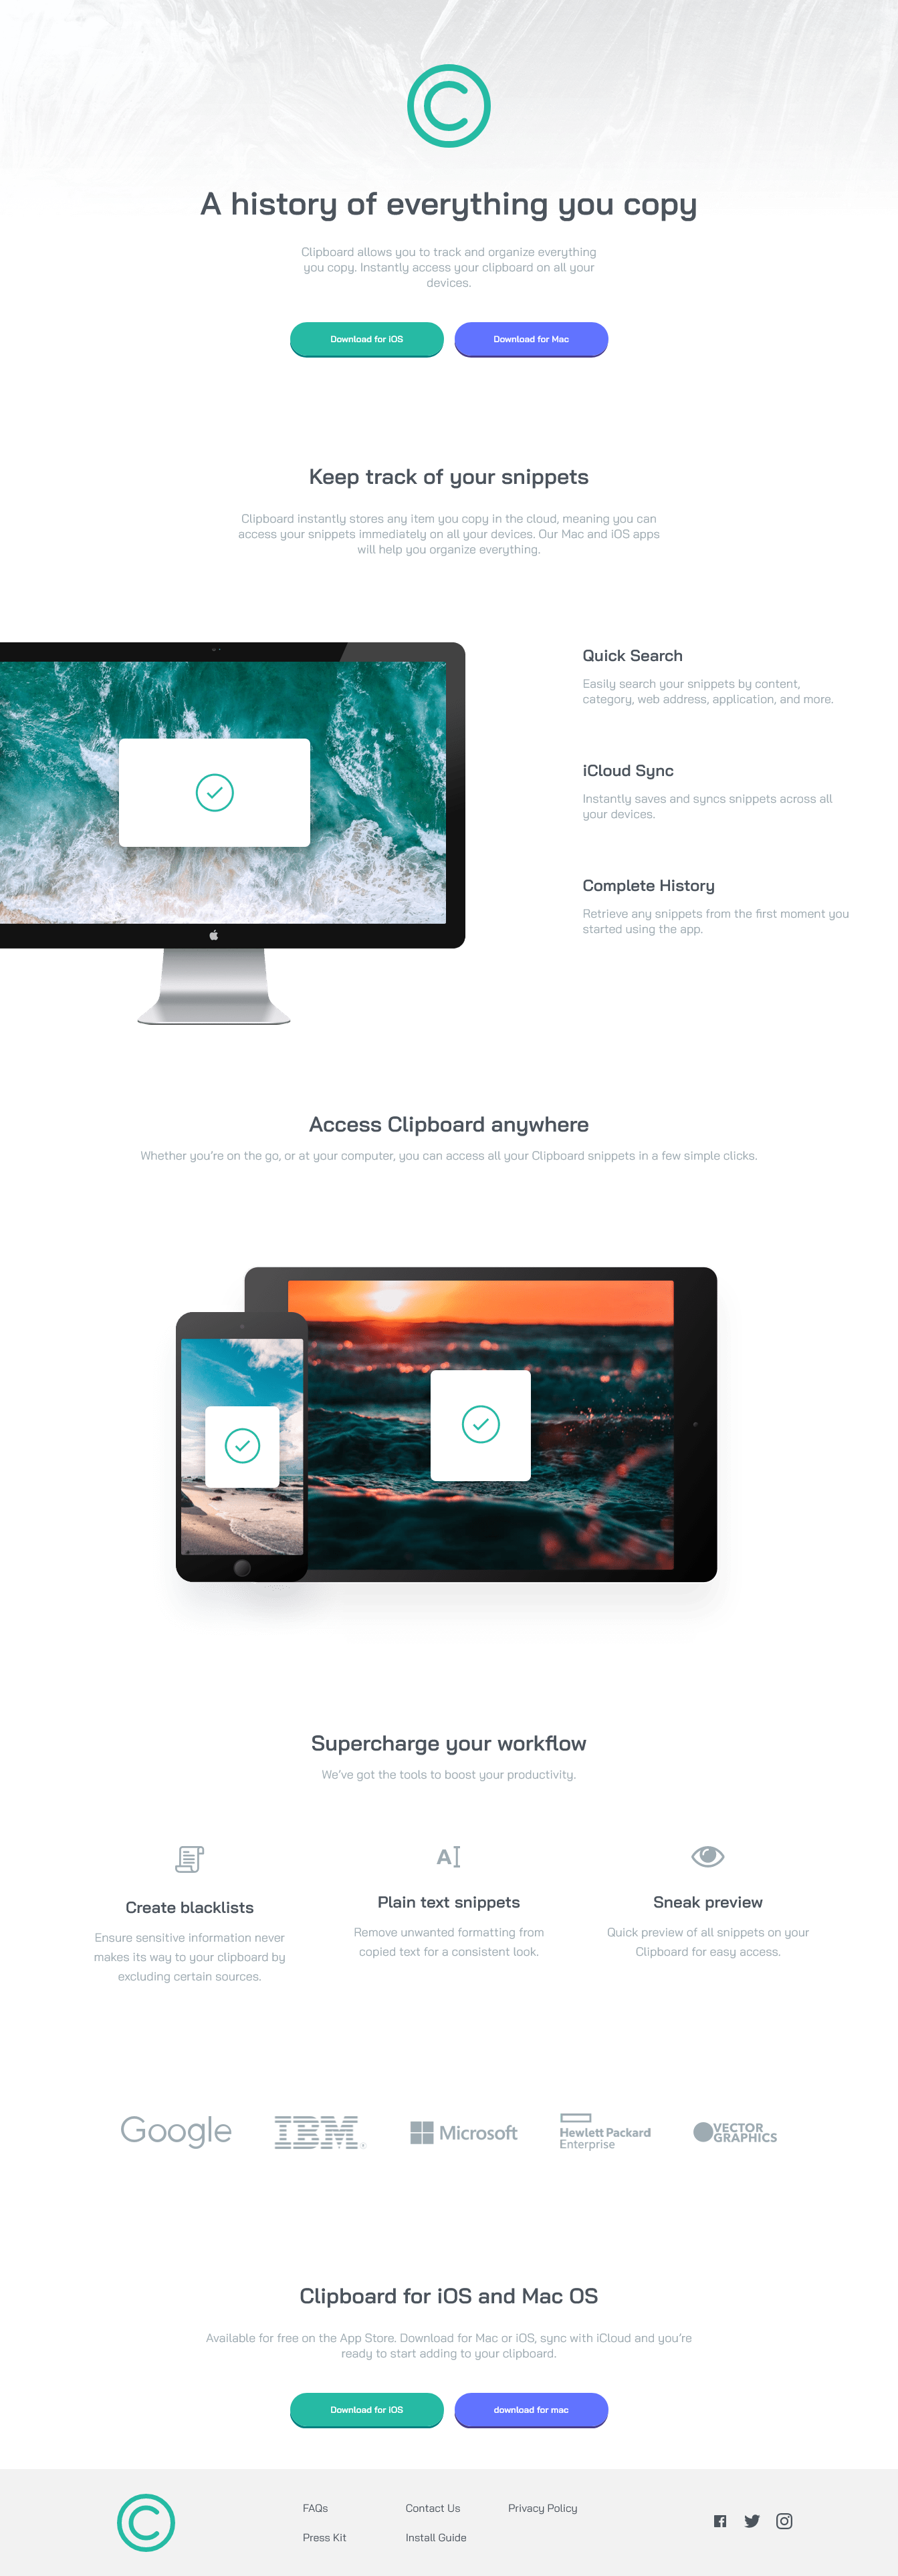 A history of everything you copy
Clipboard allows you to track and organize everything
you copy. Instantly access your clipboard on all your
devices.
Download for iOS
Download for Mac
Keep track of your snippets
Clipboard instantly stores any item you copy in the cloud, meaning you can
access your snippets immediately on all your devices. Our Mac and iOS apps
will help you organize everything.
Quick Search
Easily search your snippets by content,
category, web address, application, and more.
iCloud Sync
Instantly saves and syncs snippets across all
your devices.
Complete History
Retrieve any snippets from the first moment you
started using the app.
Access Clipboard anywhere
Whether you’re on the go, or at your computer, you can access all your Clipboard snippets in a few simple clicks.
Supercharge your workflow
We’ve got the tools to boost your productivity.
Create blacklists
Ensure sensitive information never
makes its way to your clipboard by
excluding certain sources.
Plain text snippets
Remove unwanted formatting from
copied text for a consistent look.
Sneak preview
Quick preview of all snippets on your
Clipboard for easy access.
Google
IBM
Microsoft
Hewlett Packard
Enterprise
VECTOR
GRAPHICS
Clipboard for iOS and Mac OS
Available for free on the App Store. Download for Mac or iOS, sync with iCloud and you’re
ready to start adding to your clipboard.
Download for iOS
download for mac
FAQs
Contact Us
Privacy Policy
Press Kit
Install Guide